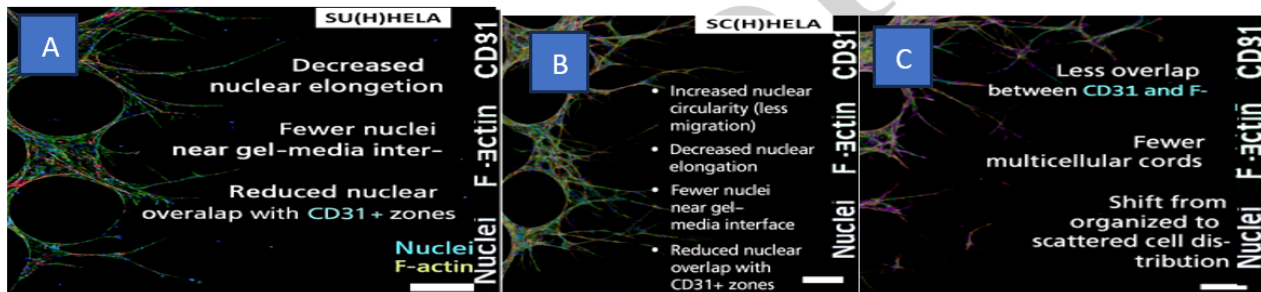 A
SU(H)HELA
Decreased
nuclear elongetion
Fewer nuclei
near gel-media inter-
Reduced nuclear
overalap with CD31+ zones
Nuclei
F-actin
Nuclei F-actin CD31
B
SC(H)HELA
• Increased nuclear
circularity (less
migration)
• Decreased nuclear
elongation
• Fewer nuclei
near gel-
media interface
• Reduced nuclear
overlap with
CD31+ zones
Nuclei F-actin CD31
C
Less overlap
between CD31 and F-
Fewer
multicellular cords
Shift from
organized to
scattered cell dis-
tribution
Nuclei F-actin CD31